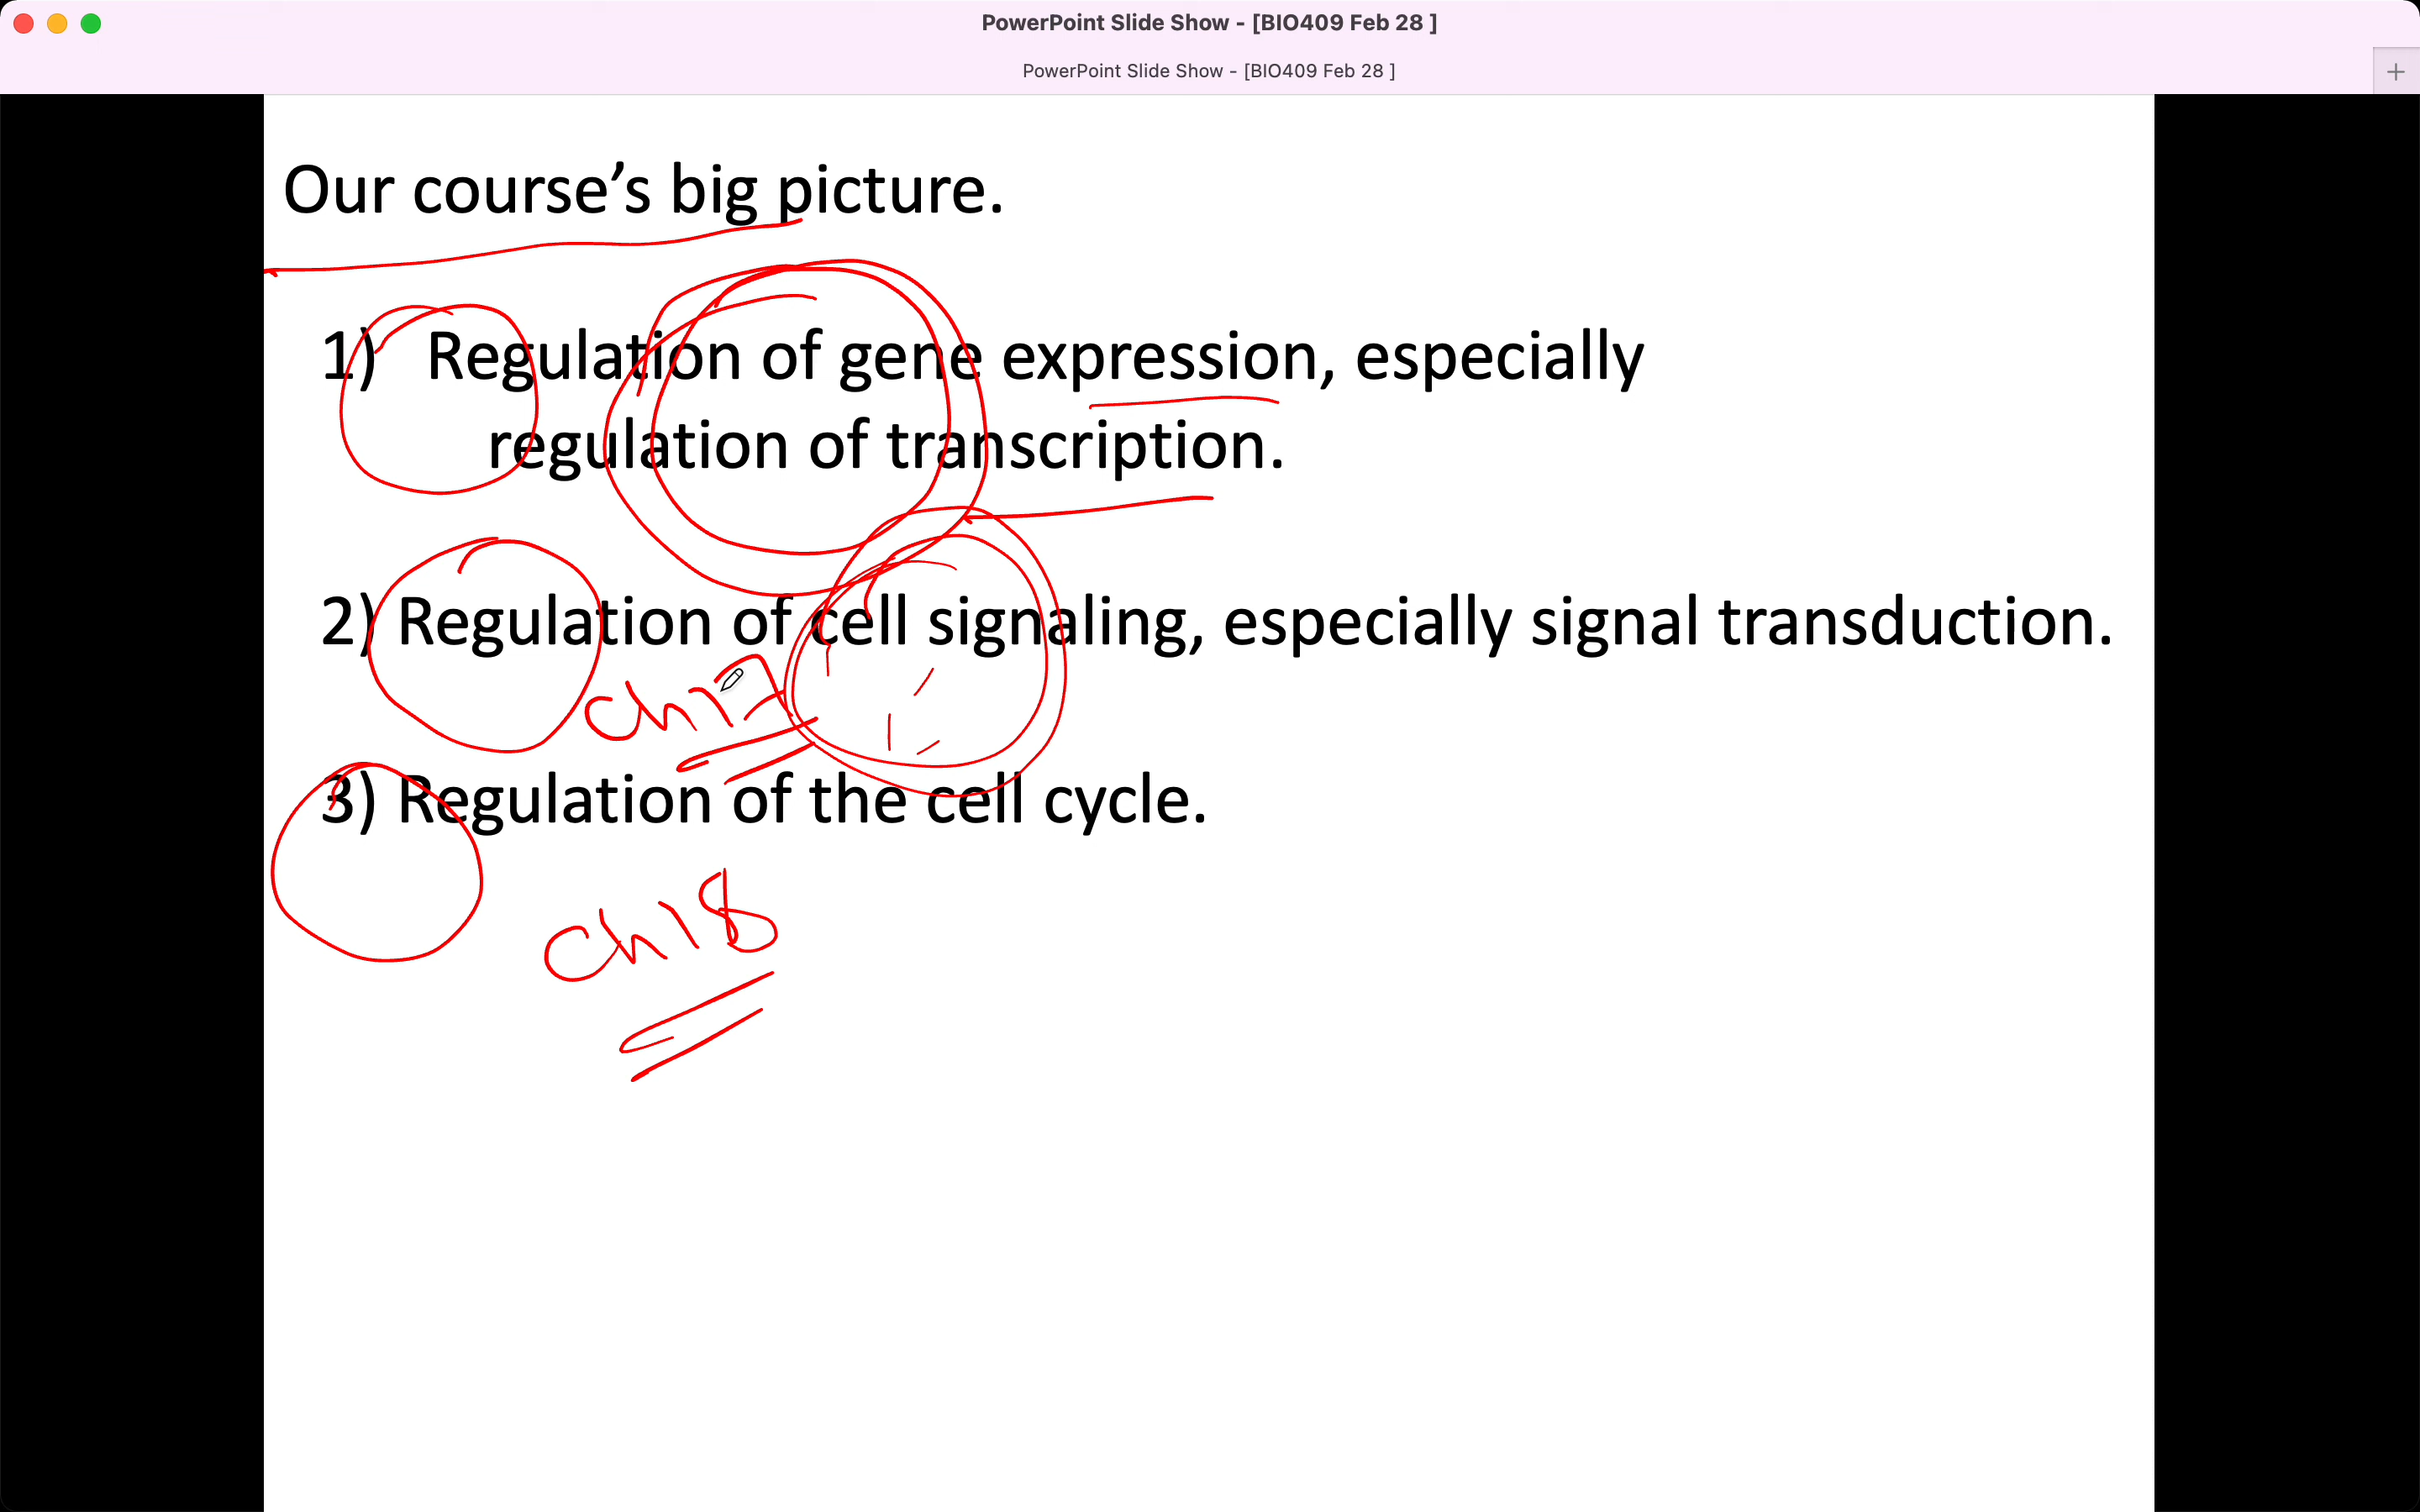 PowerPoint Slide Show - [BIO409 Feb 28 ]
PowerPoint Slide Show - [BIO409 Feb 28 ]
Our course’s big picture.
1) Regulation of gene expression, especially
regulation of transcription.
2) Regulation of cell signaling, especially signal transduction.
Ch17
3) Regulation of the cell cycle.
Ch18